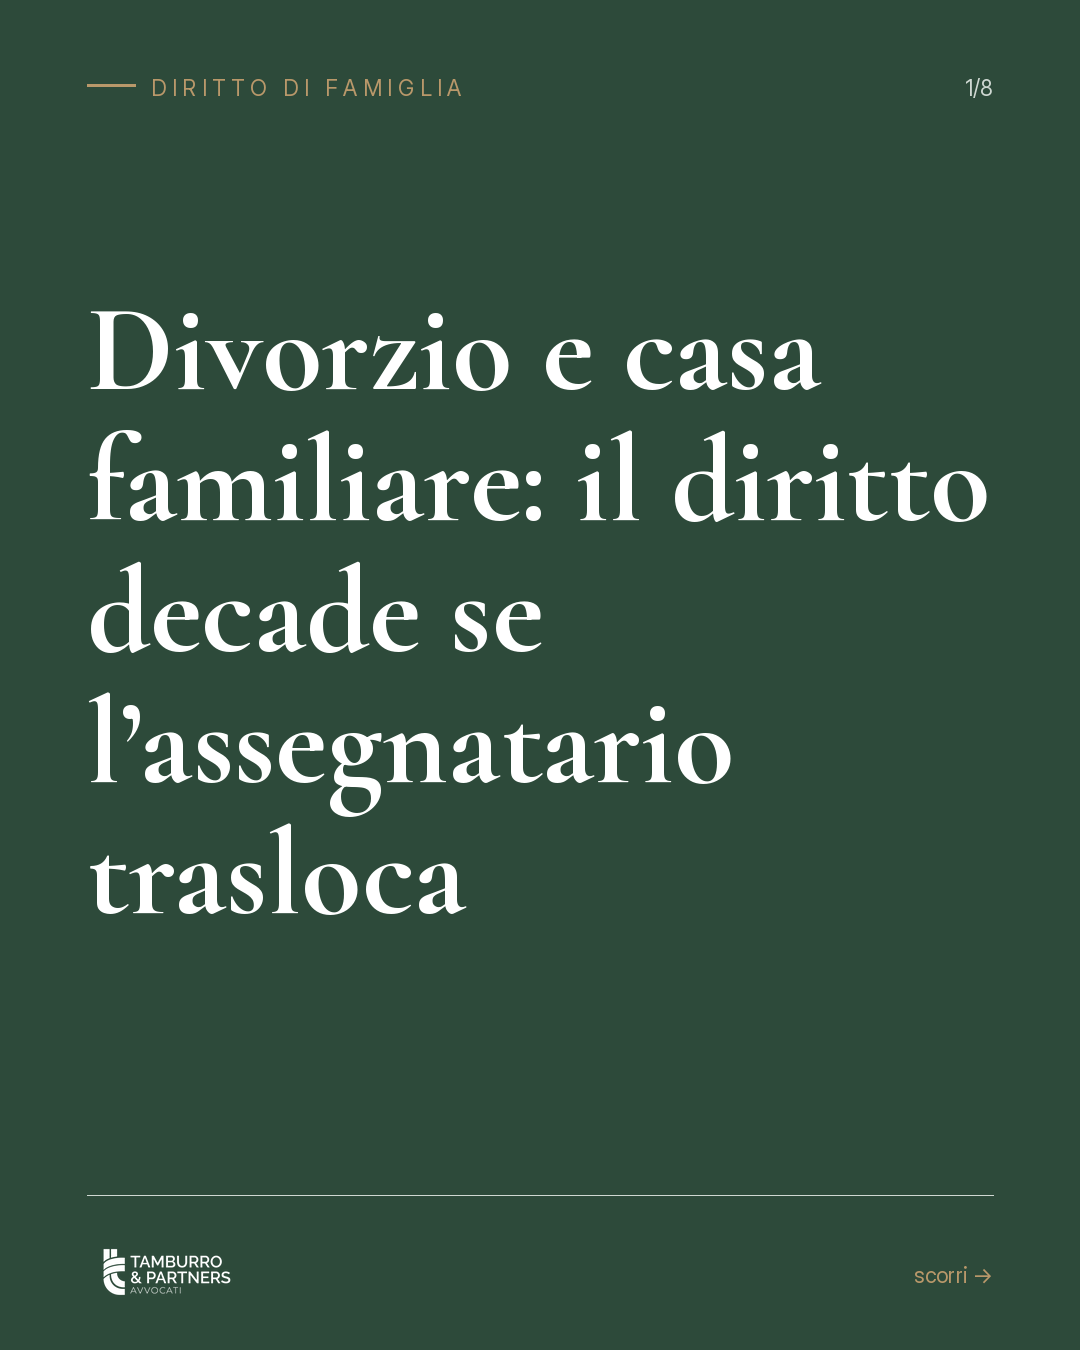 DIRITTO DI FAMIGLIA
1/8
Divorzio e casa
familiare: il diritto
decade se
l’assegnatario
trasloca
TAMBURRO
& PARTNERS
AVVOCATI
scorri →